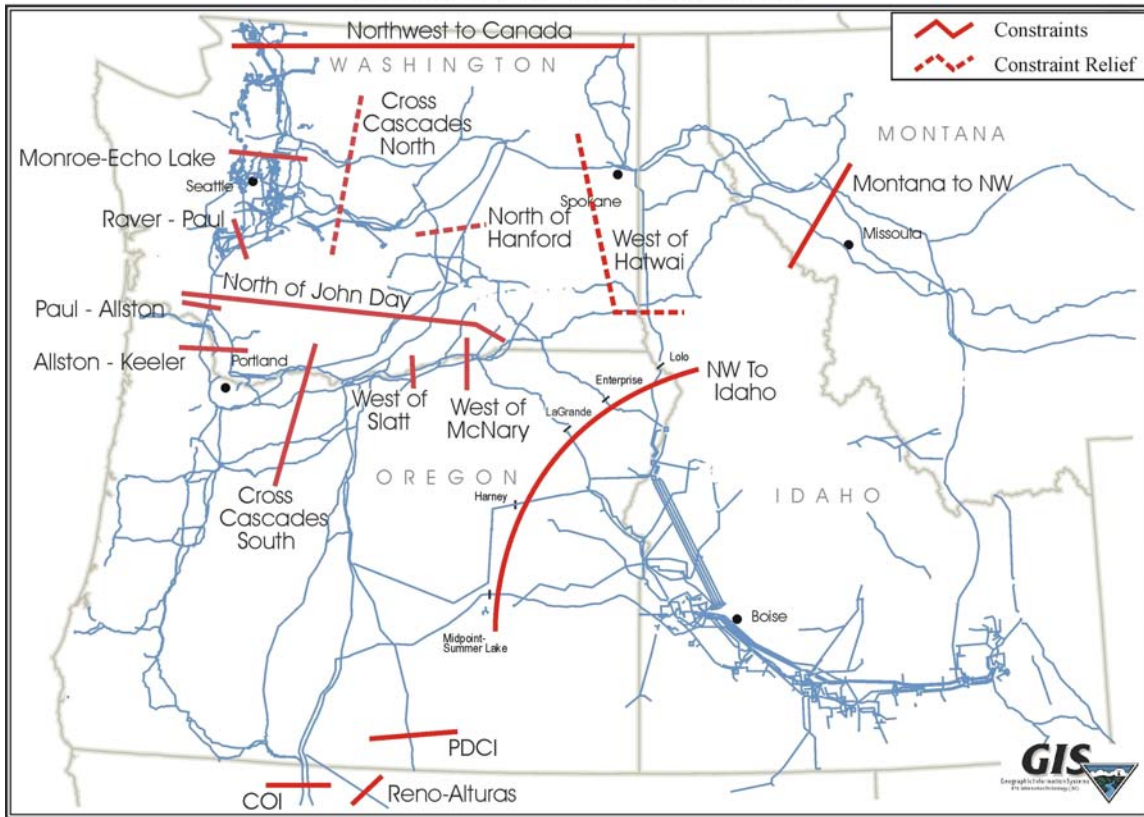 Northwest to Canada
WASHINGTON
Constraints
Constraint Relief
Cross
Cascades
North
MONTANA
Monroe-Echo Lake
Seattle
Montana to NW
Spokane
Raver - Paul
North of
Hanford
West of
Hatwai
Missoula
North of John Day
Paul - Allston
Allston - Keeler
Portland
Lolo
NW To
Idaho
Enterprise
West of
Slatt
West of
McNary
LaGrande
OREGON
IDAHO
Harney
Cross
Cascades
South
Boise
Midpoint-
Summer Lake
PDCI
COI
Reno-Alturas
GIS
Geographic Information Systems